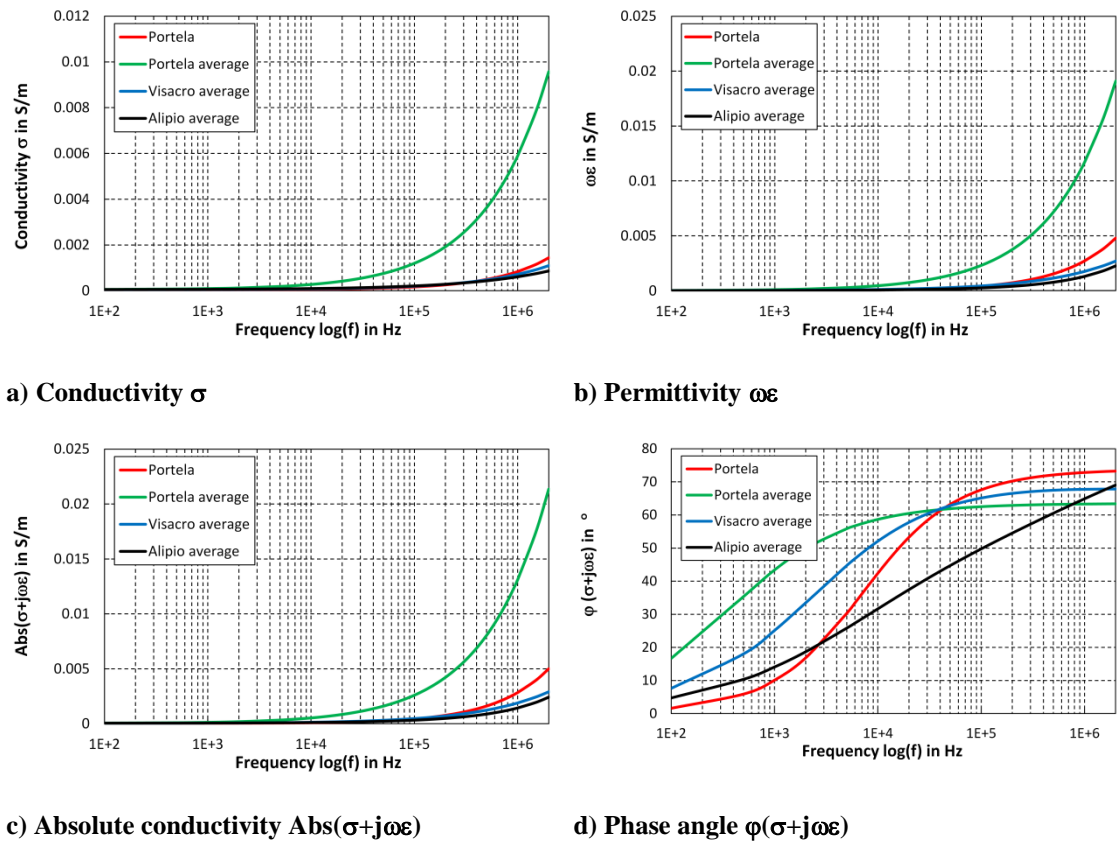 Conductivity σ in S/m
0.012
0.01
0.008
0.006
0.004
0.002
0
Portela
Portela average
Visacro average
Alipio average
1E+2 1E+3 1E+4 1E+5 1E+6
Frequency log(f) in Hz
a) Conductivity σ
ωε in S/m
0.025
0.02
0.015
0.01
0.005
0
Portela
Portela average
Visacro average
Alipio average
1E+2 1E+3 1E+4 1E+5 1E+6
Frequency log(f) in Hz
b) Permittivity ωε
Abs(σ+jωε) in S/m
0.025
0.02
0.015
0.01
0.005
0
Portela
Portela average
Visacro average
Alipio average
1E+2 1E+3 1E+4 1E+5 1E+6
Frequency log(f) in Hz
c) Absolute conductivity Abs(σ+jωε)
φ (σ+jωε) in °
80
70
60
50
40
30
20
10
0
Portela
Portela average
Visacro average
Alipio average
1E+2 1E+3 1E+4 1E+5 1E+6
Frequency log(f) in Hz
d) Phase angle φ(σ+jωε)